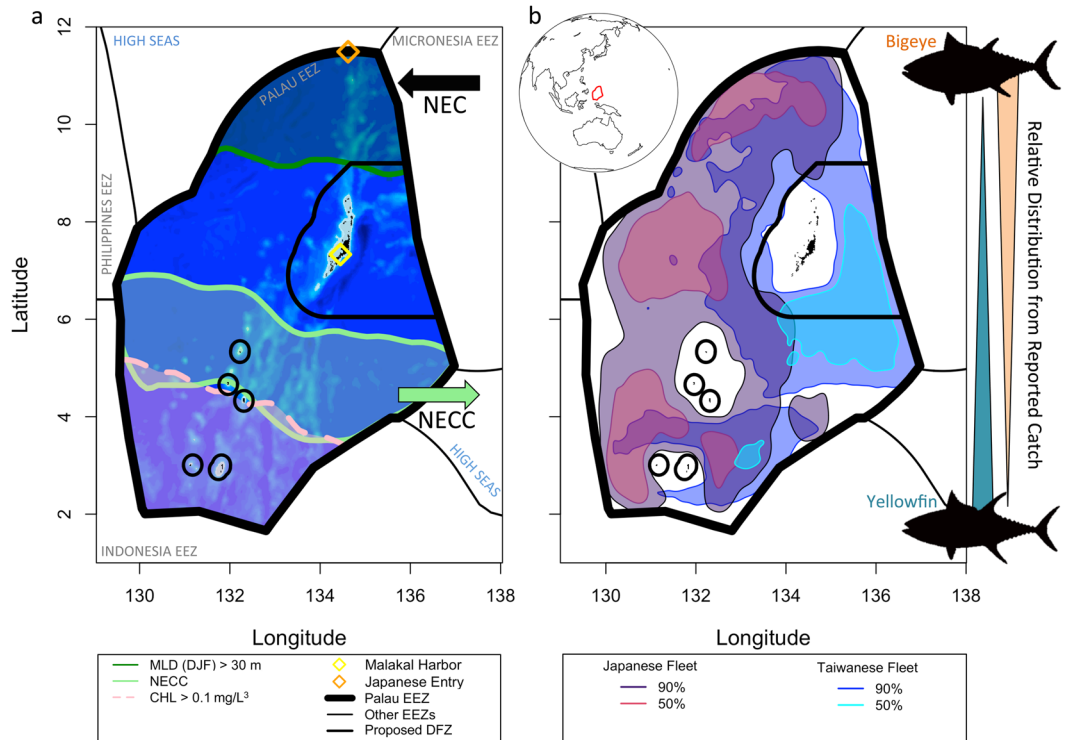 a
12
10
8
6
4
2
Latitude
HIGH SEAS
MICRONESIA EEZ
PALAU EEZ
NEC
PHILIPPINES EEZ
NECC
HIGH SEAS
INDONESIA EEZ
130 132 134 136 138
Longitude
MLD (DJF) > 30 m
NECC
CHL > 0.1 mg/L³
Malakal Harbor
Japanese Entry
Palau EEZ
Other EEZs
Proposed DFZ
b
Bigeye
Relative Distribution from Reported Catch
Yellowfin
130 132 134 136 138
Longitude
Japanese Fleet
90%
50%
Taiwanese Fleet
90%
50%